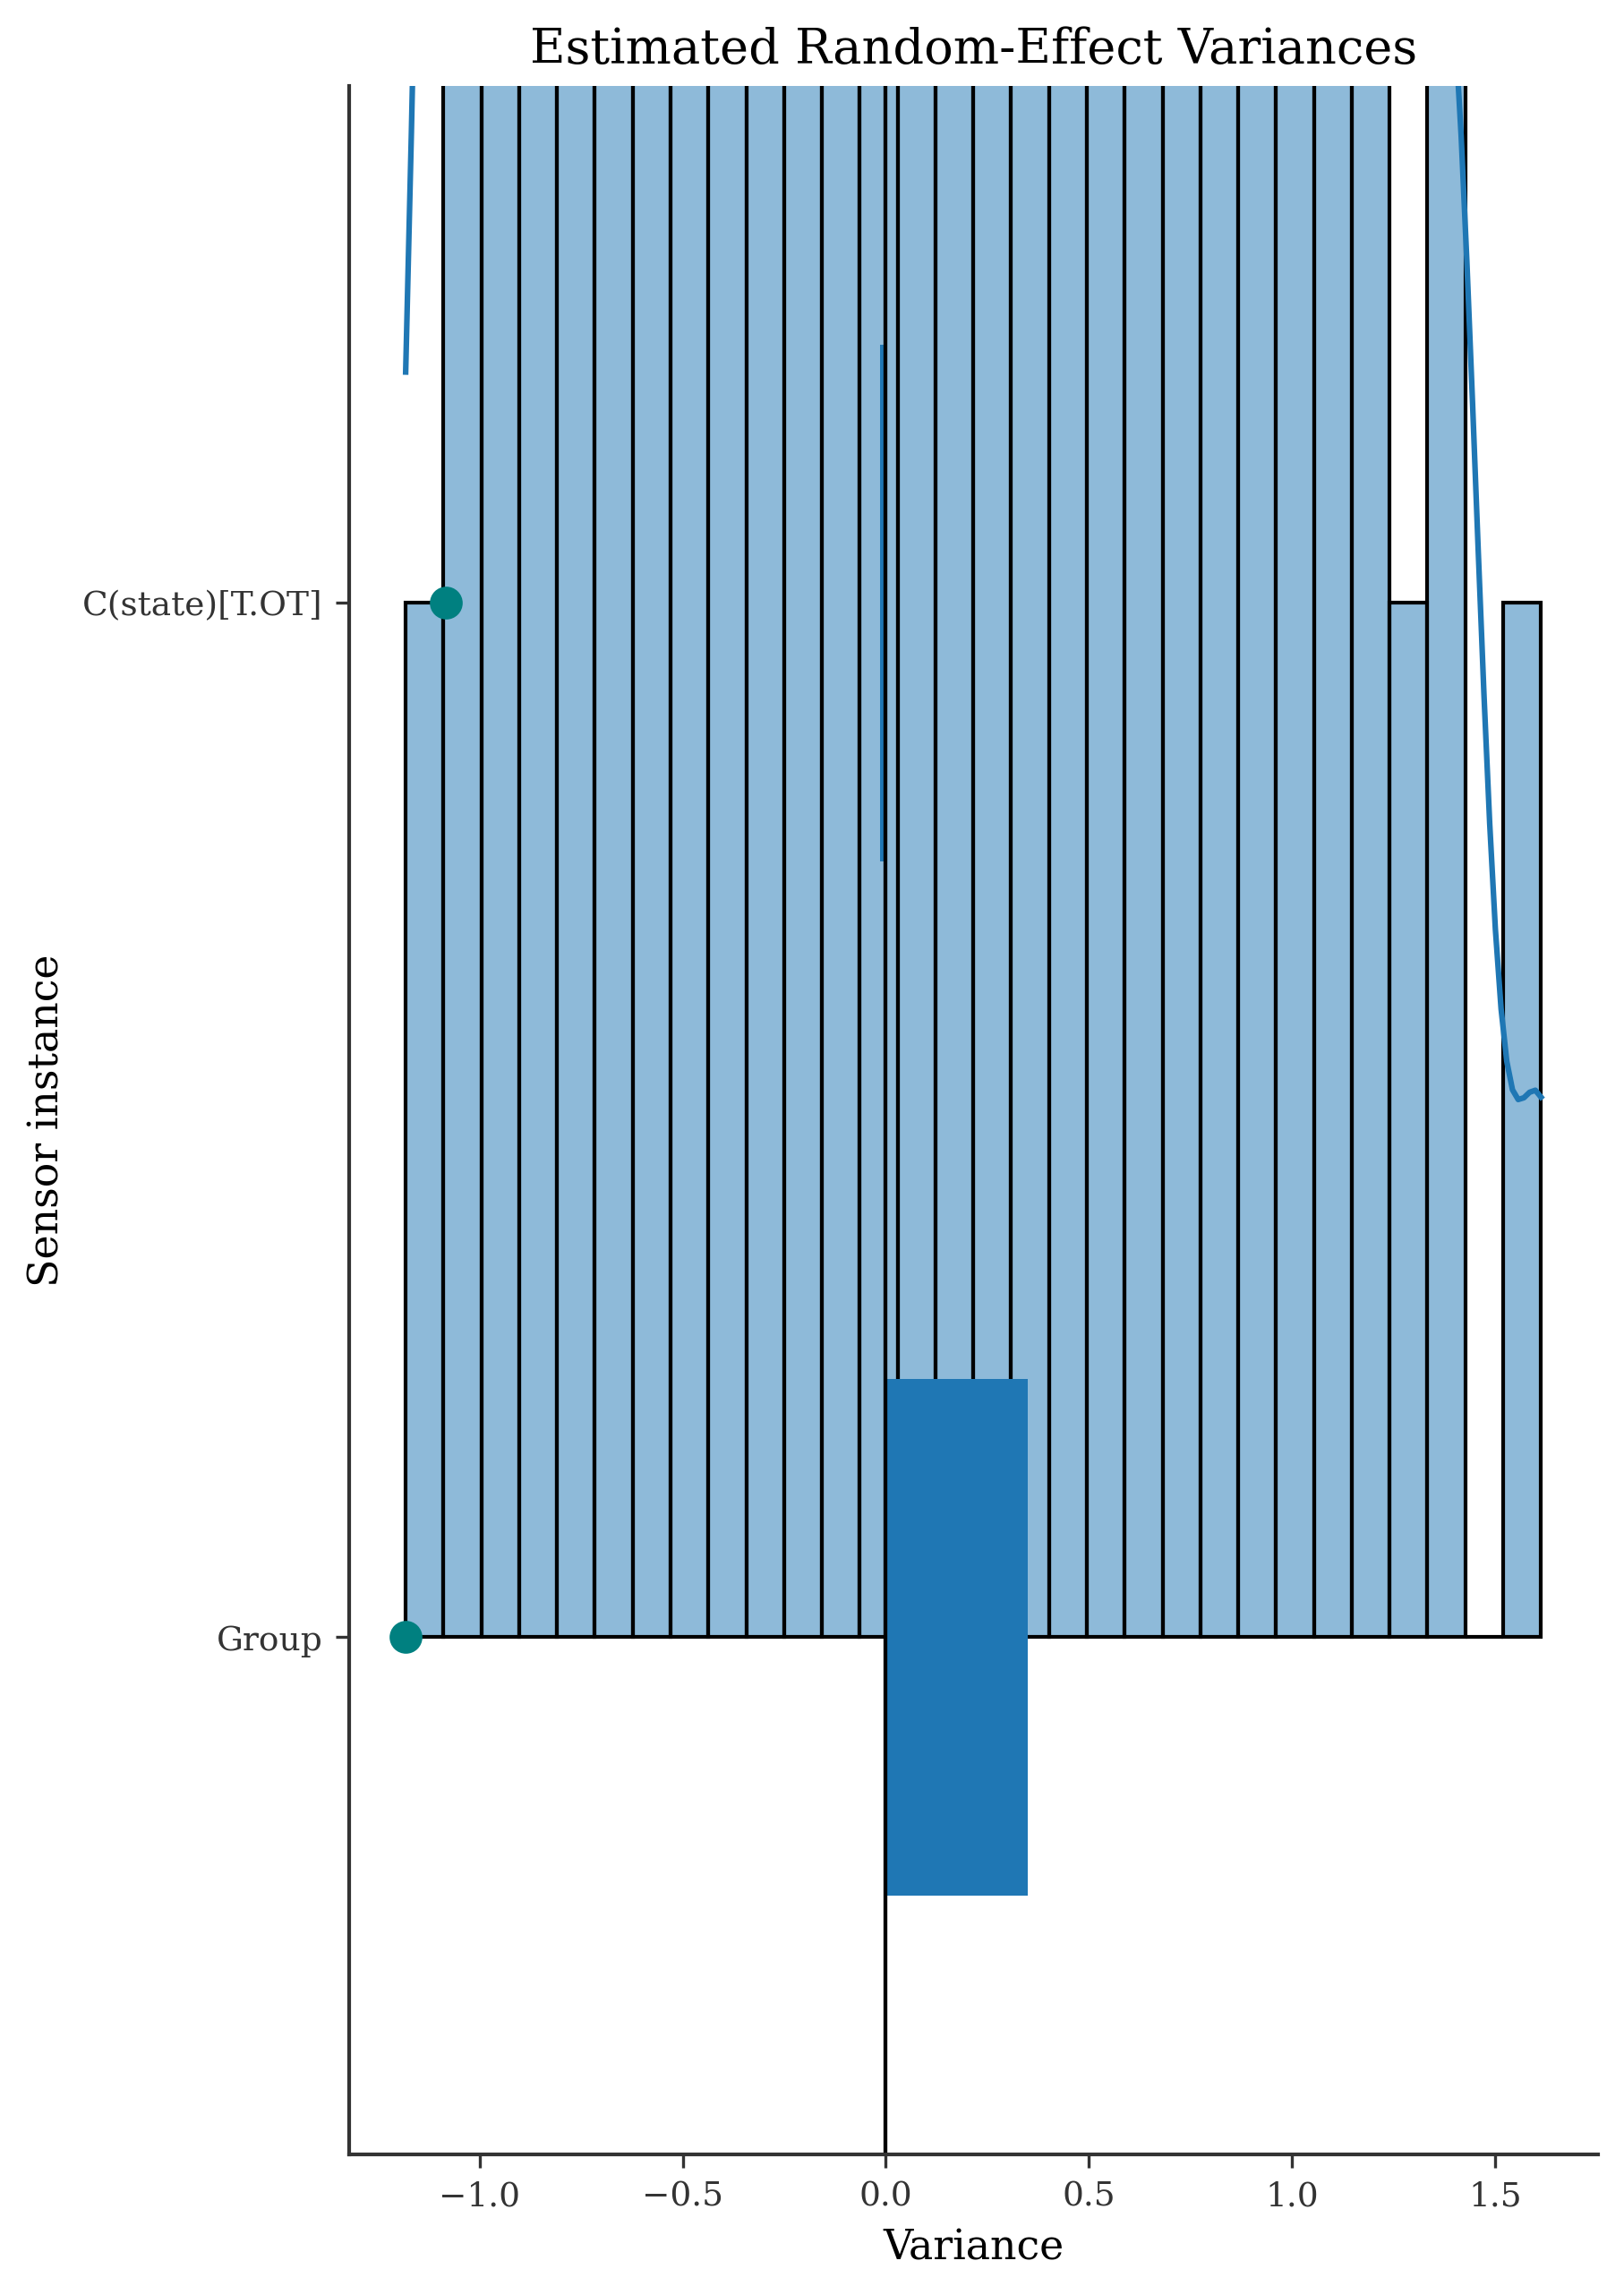 Estimated Random-Effect Variances
C(state)[T.OT]
Group
Sensor instance
−1.0 −0.5 0.0 0.5 1.0 1.5
Variance